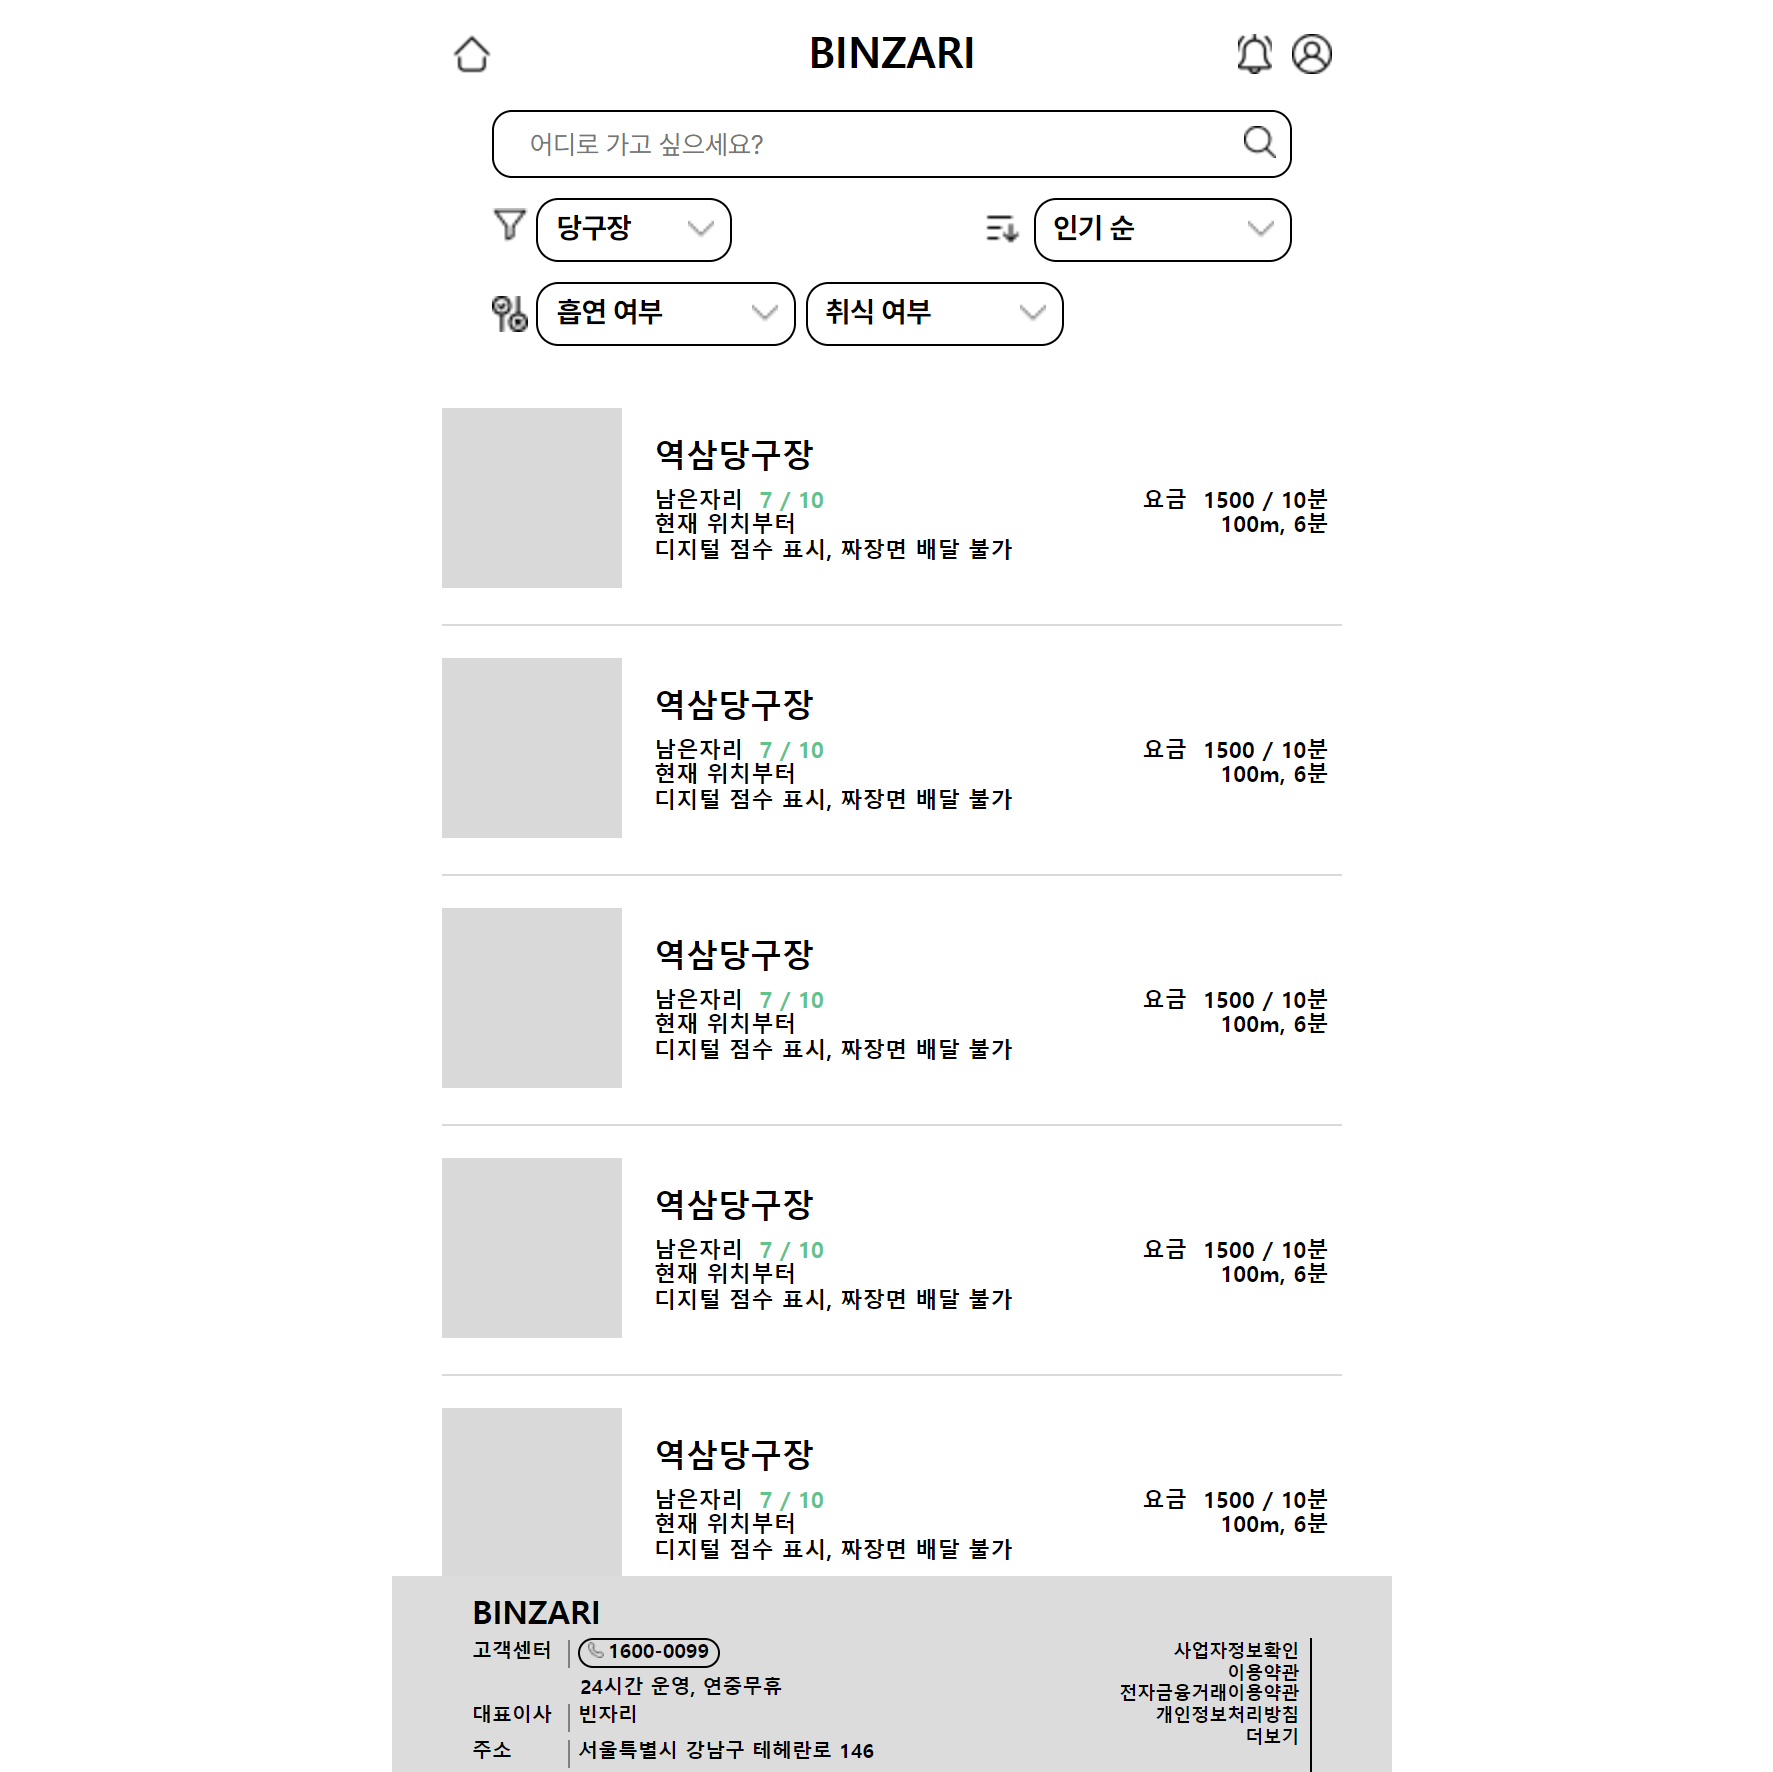 BINZARI
어디로 가고 싶으세요?
당구장
인기 순
흡연 여부
취식 여부
역삼당구장
남은자리 7 / 10
요금 1500 / 10분
현재 위치부터
100m, 6분
디지털 점수 표시, 짜장면 배달 불가
역삼당구장
남은자리 7 / 10
요금 1500 / 10분
현재 위치부터
100m, 6분
디지털 점수 표시, 짜장면 배달 불가
역삼당구장
남은자리 7 / 10
요금 1500 / 10분
현재 위치부터
100m, 6분
디지털 점수 표시, 짜장면 배달 불가
역삼당구장
남은자리 7 / 10
요금 1500 / 10분
현재 위치부터
100m, 6분
디지털 점수 표시, 짜장면 배달 불가
역삼당구장
남은자리 7 / 10
요금 1500 / 10분
현재 위치부터
100m, 6분
디지털 점수 표시, 짜장면 배달 불가
BINZARI
고객센터 1600-0099
24시간 운영, 연중무휴
대표이사 빈자리
주소 서울특별시 강남구 테헤란로 146
사업자정보확인
이용약관
전자금융거래이용약관
개인정보처리방침
더보기